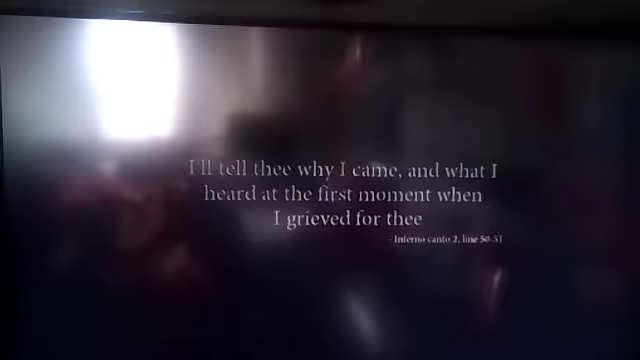 I'll tell thee why I came, and what I
heard at the first moment when
I grieved for thee
- Inferno canto 2, line 50-51